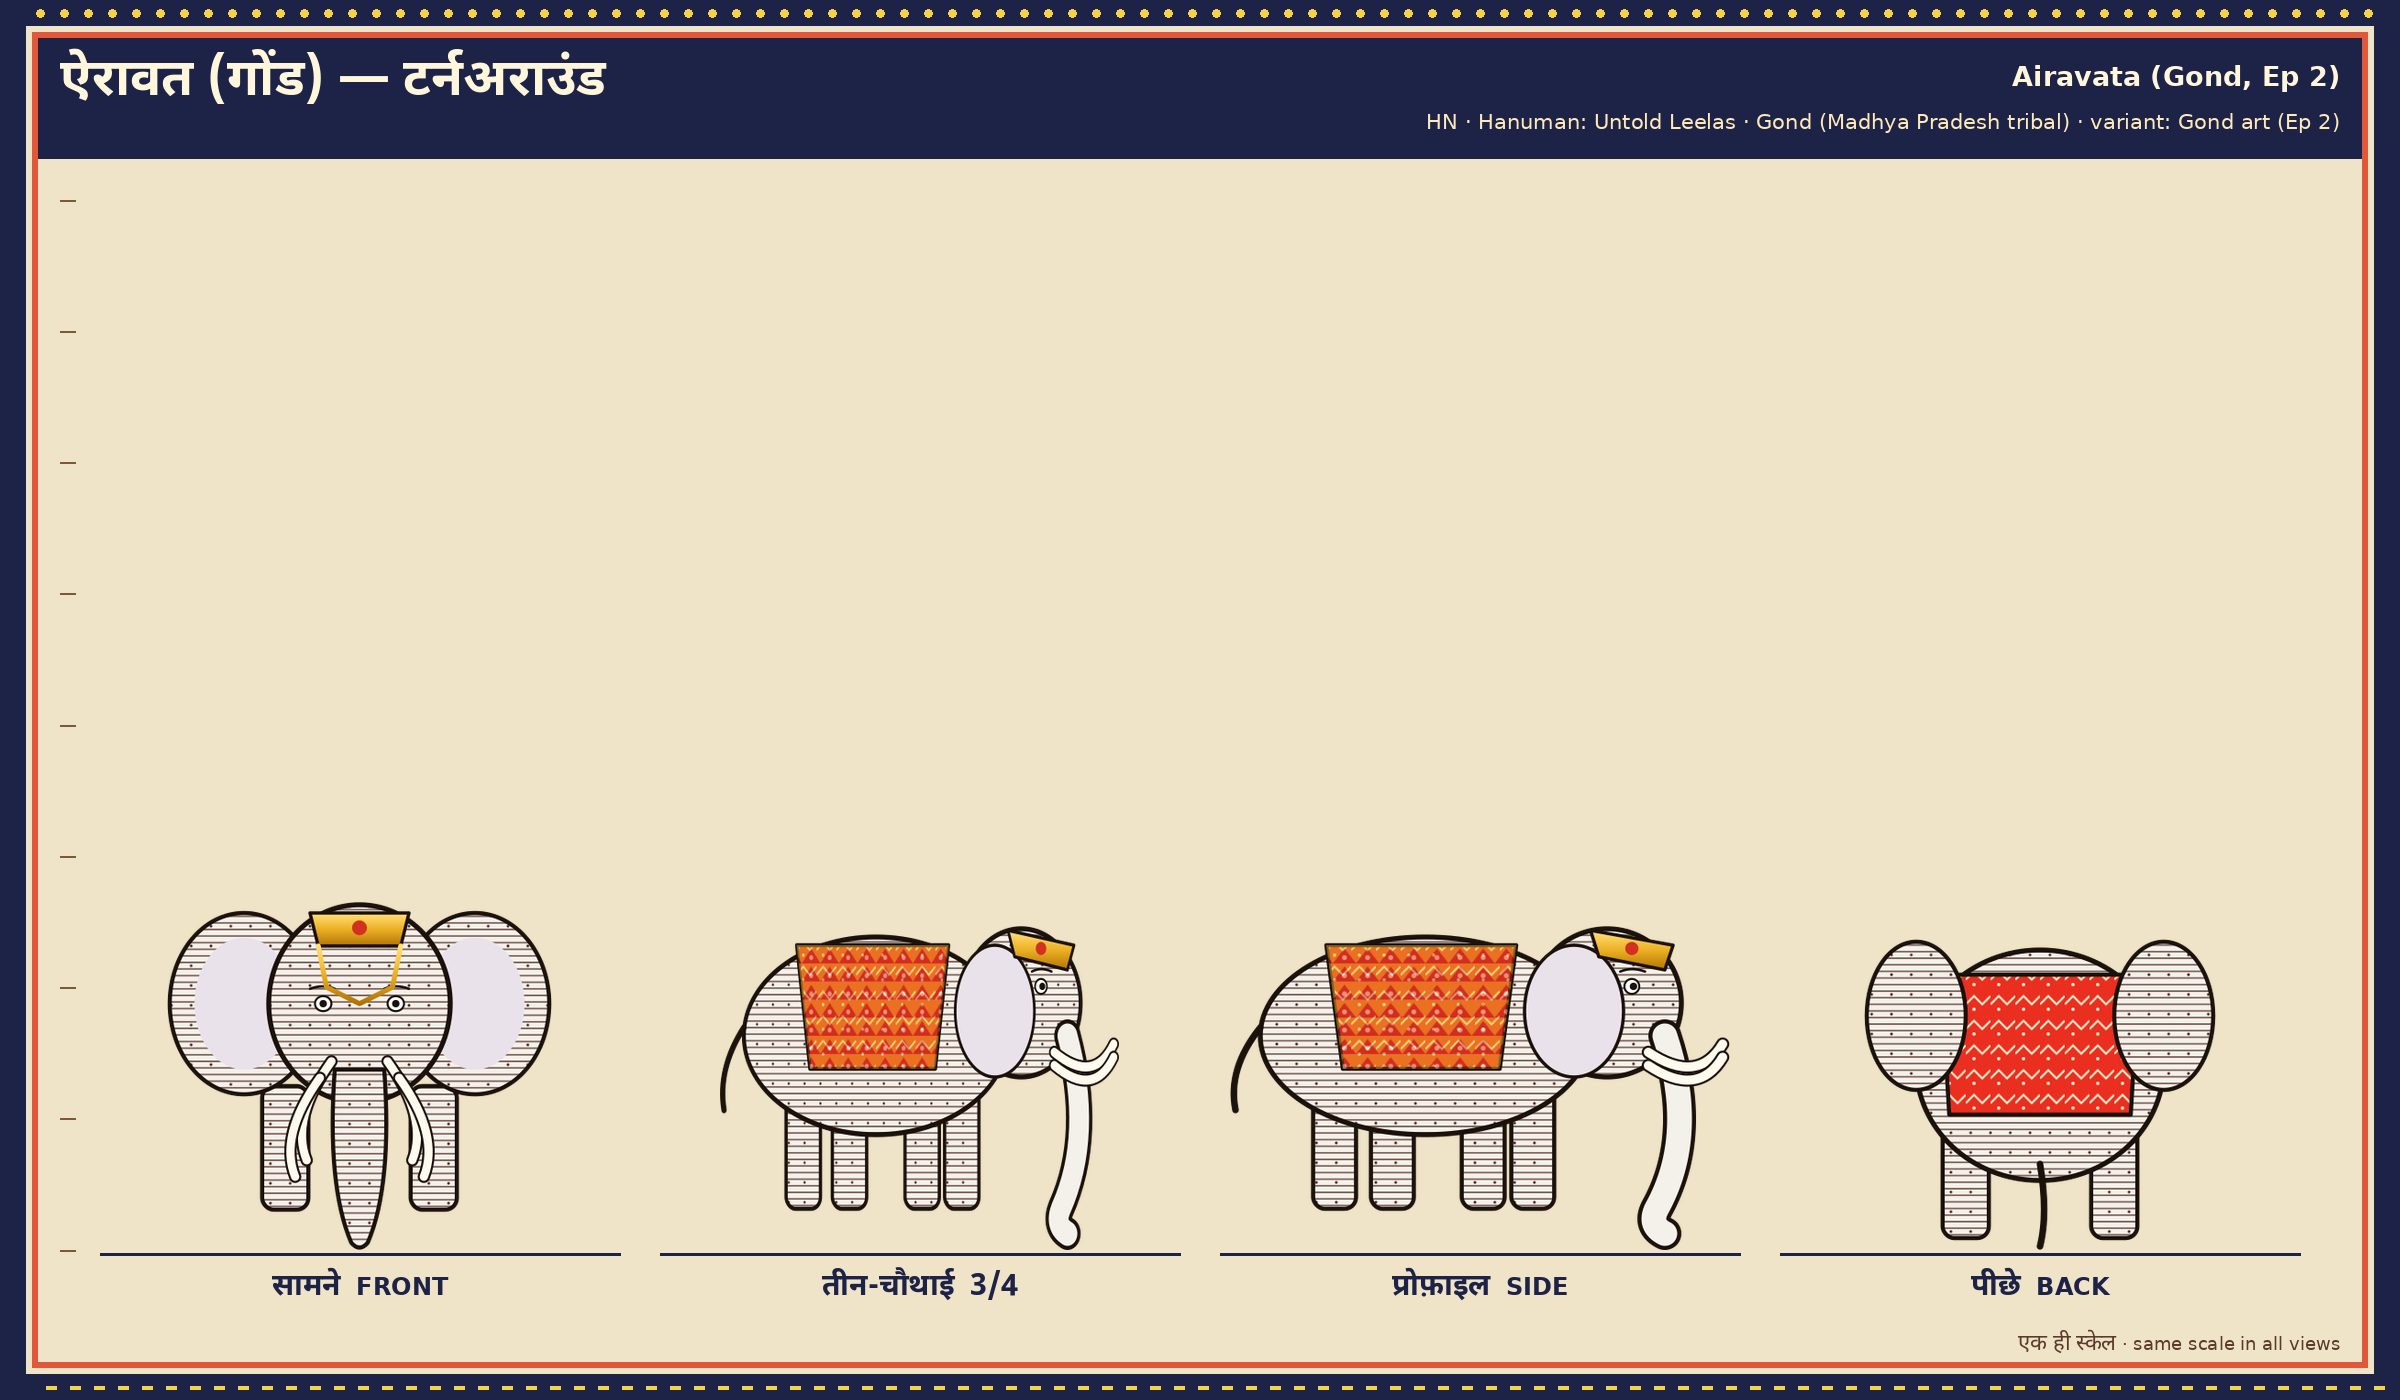 ऐरावत (गोंड) — टर्नअराउंड
Airavata (Gond, Ep 2)
HN · Hanuman: Untold Leelas · Gond (Madhya Pradesh tribal) · variant: Gond art (Ep 2)
सामने FRONT
तीन-चौथाई 3/4
प्रोफ़ाइल SIDE
पीछे BACK
एक ही स्केल · same scale in all views